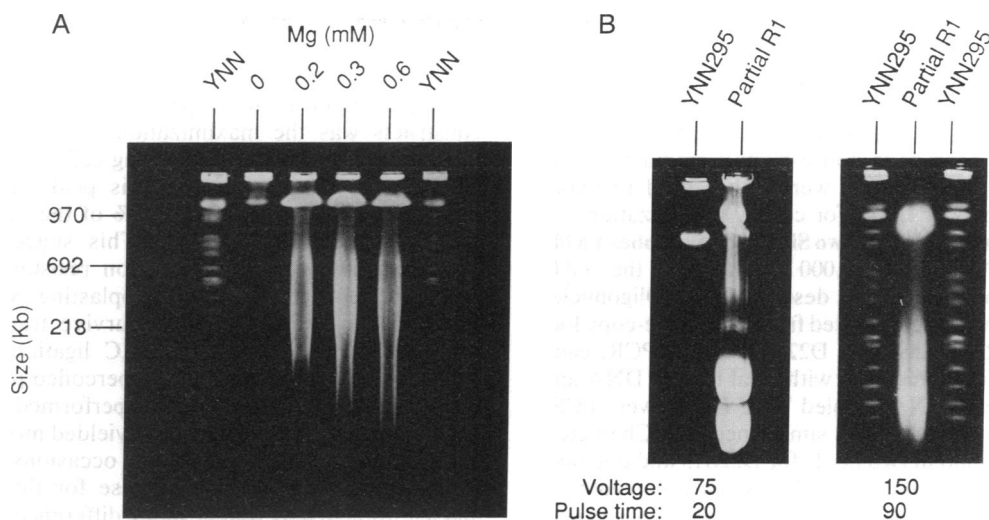 A
Mg (mM)
YNN
0
0.2
0.3
0.6
YNN
Size (Kb)
970
692
218
B
YNN295
Partial R1
YNN295
Partial R1
YNN295
Voltage: 75 150
Pulse time: 20 90